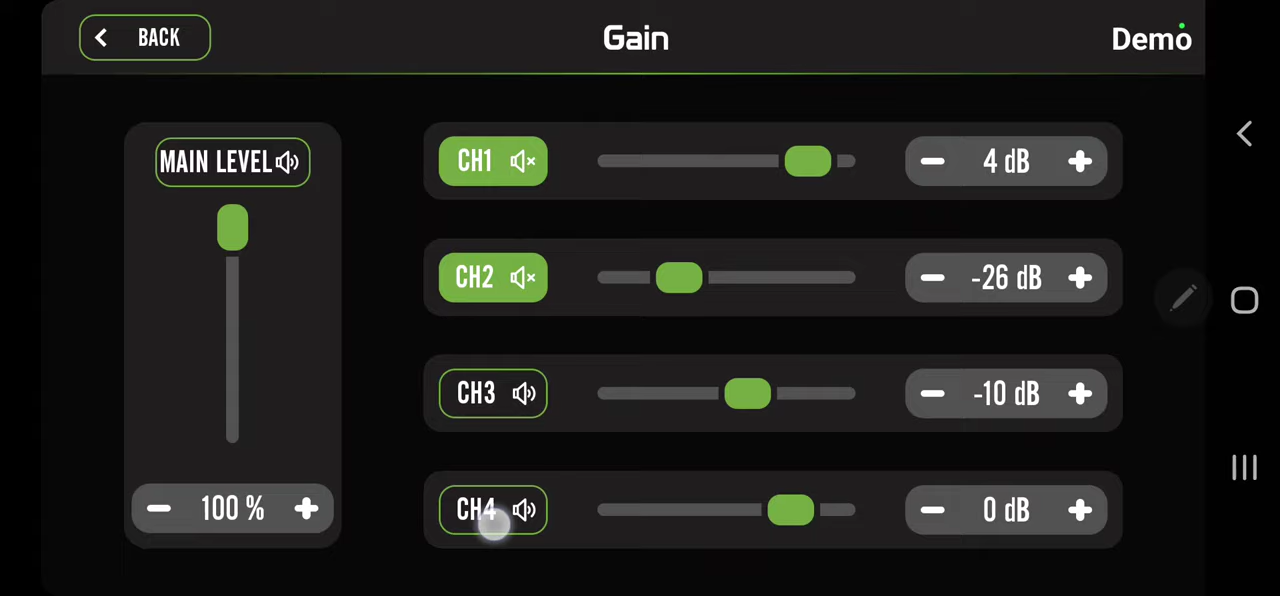 BACK
Gain
Demo
MAIN LEVEL
100 %
CH1
4 dB
CH2
-26 dB
CH3
-10 dB
CH4
0 dB